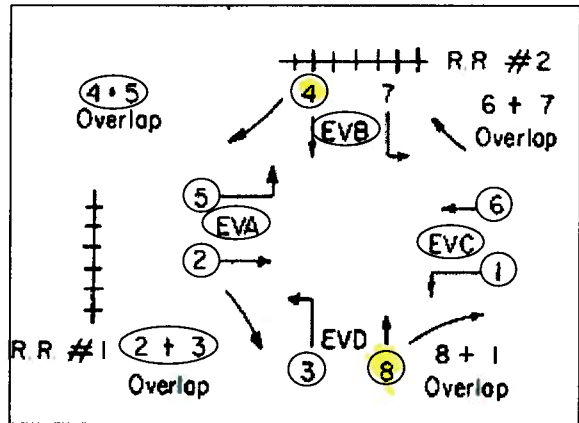 R.R #2
4 • 5
Overlap
4
7
6 + 7
Overlap
EVB
5
6
EVA
EVC
2
1
R.R. #1
2 + 3
Overlap
3
EVD
8
8 + 1
Overlap